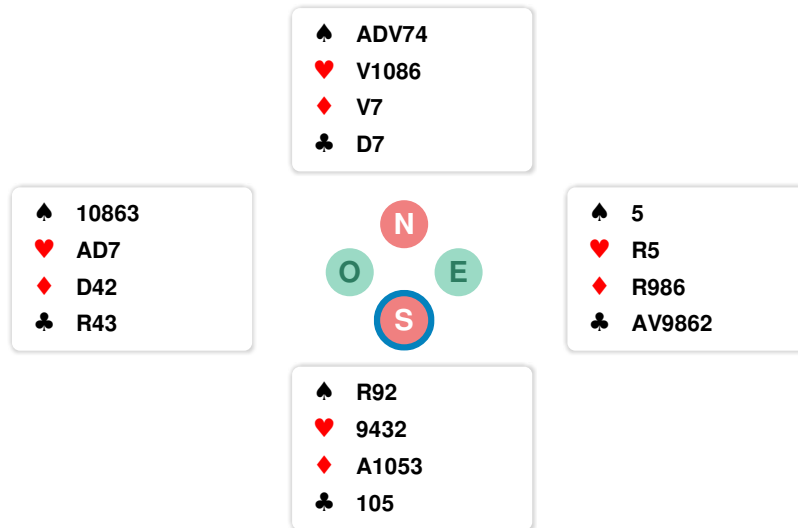 ♠ ADV74
♥ V1086
♦ V7
♣ D7
♠ 10863
♥ AD7
♦ D42
♣ R43
N
O E
S
♠ 5
♥ R5
♦ R986
♣ AV9862
♠ R92
♥ 9432
♦ A1053
♣ 105